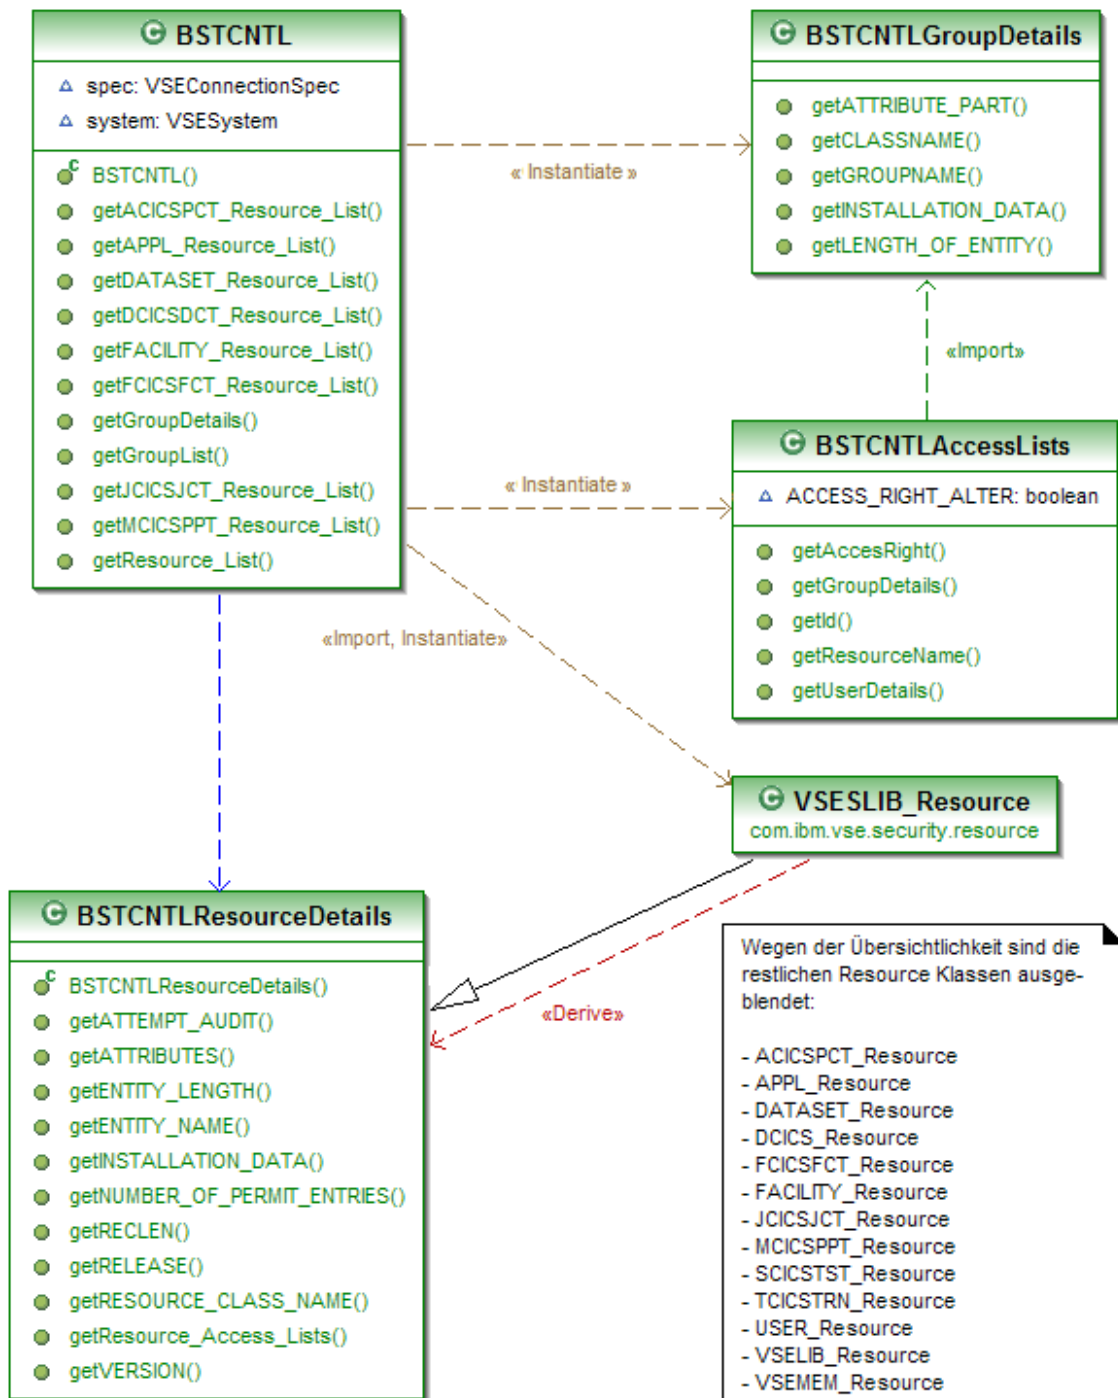 BSTCNTL
spec: VSEConnectionSpec
system: VSESystem
BSTCNTL()
getACICSPCT_Resource_List()
getAPPL_Resource_List()
getDATASET_Resource_List()
getDCICSDCT_Resource_List()
getFACILITY_Resource_List()
getFCICSFCT_Resource_List()
getGroupDetails()
getGroupList()
getJCICSJCT_Resource_List()
getMCICSPPT_Resource_List()
getResource_List()
« Instantiate »
BSTCNTLGroupDetails
getATTRIBUTE_PART()
getCLASSNAME()
getGROUPNAME()
getINSTALLATION_DATA()
getLENGTH_OF_ENTITY()
«Import»
« Instantiate »
BSTCNTLAccessLists
ACCESS_RIGHT_ALTER: boolean
getAccesRight()
getGroupDetails()
getId()
getResourceName()
getUserDetails()
«Import, Instantiate»
VSESLIB_Resource
com.ibm.vse.security.resource
«Derive»
BSTCNTLResourceDetails
BSTCNTLResourceDetails()
getATTEMPT_AUDIT()
getATTRIBUTES()
getENTITY_LENGTH()
getENTITY_NAME()
getINSTALLATION_DATA()
getNUMBER_OF_PERMIT_ENTRIES()
getRECLEN()
getRELEASE()
getRESOURCE_CLASS_NAME()
getResource_Access_Lists()
getVERSION()
Wegen der Übersichtlichkeit sind die
restlichen Resource Klassen ausge-
blendet:
- ACICSPCT_Resource
- APPL_Resource
- DATASET_Resource
- DCICS_Resource
- FCICSFCT_Resource
- FACILITY_Resource
- JCICSJCT_Resource
- MCICSPPT_Resource
- SCICSTST_Resource
- TCICSTRN_Resource
- USER_Resource
- VSELIB_Resource
- VSEMEM_Resource